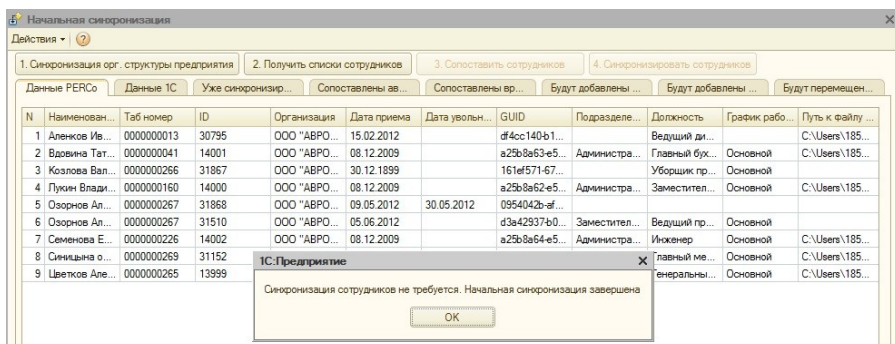 Начальная синхронизация
Действия
1. Синхронизация орг. структуры предприятия 2. Получить списки сотрудников 3. Сопоставить сотрудников 4. Синхронизировать сотрудников
Данные PERCo Данные 1С Уже синхронизир... Сопоставлены ав... Сопоставлены вр... Будут добавлены ... Будут добавлены ... Будут перемещен...
N Наименован... Таб номер ID Организация Дата приема Дата увольн... GUID Подразделе... Должность График рабо... Путь к файлу ...
1 Аленков Ив... 0000000013 30795 ООО "АВРО... 15.02.2012 df4cc140-b1... Ведущий ди... C:\Users\185...
2 Вдовина Тат... 0000000041 14001 ООО "АВРО... 08.12.2009 a25b8a63-e5... Администра... Главный бух... Основной C:\Users\185...
3 Козлова Вал... 0000000266 31867 ООО "АВРО... 30.12.1899 161ef571-67... Уборщик пр... Основной
4 Лукин Влади... 0000000160 14000 ООО "АВРО... 08.12.2009 a25b8a62-e5... Администра... Заместител... Основной C:\Users\185...
5 Озорнов Ал... 0000000267 31868 ООО "АВРО... 09.05.2012 30.05.2012 0954042b-af...
6 Озорнов Ал... 0000000267 31510 ООО "АВРО... 05.06.2012 d3a42937-b0... Заместител... Ведущий пр... Основной
7 Семенова Е... 0000000226 14002 ООО "АВРО... 08.12.2009 a25b8a64-e5... Администра... Инженер Основной C:\Users\185...
8 Синицына о... 0000000269 31152 Главный ме... Основной C:\Users\185...
9 Цветков Але... 0000000265 13999 Генеральны... Основной C:\Users\185...
1С:Предприятие
Синхронизация сотрудников не требуется. Начальная синхронизация завершена
OK